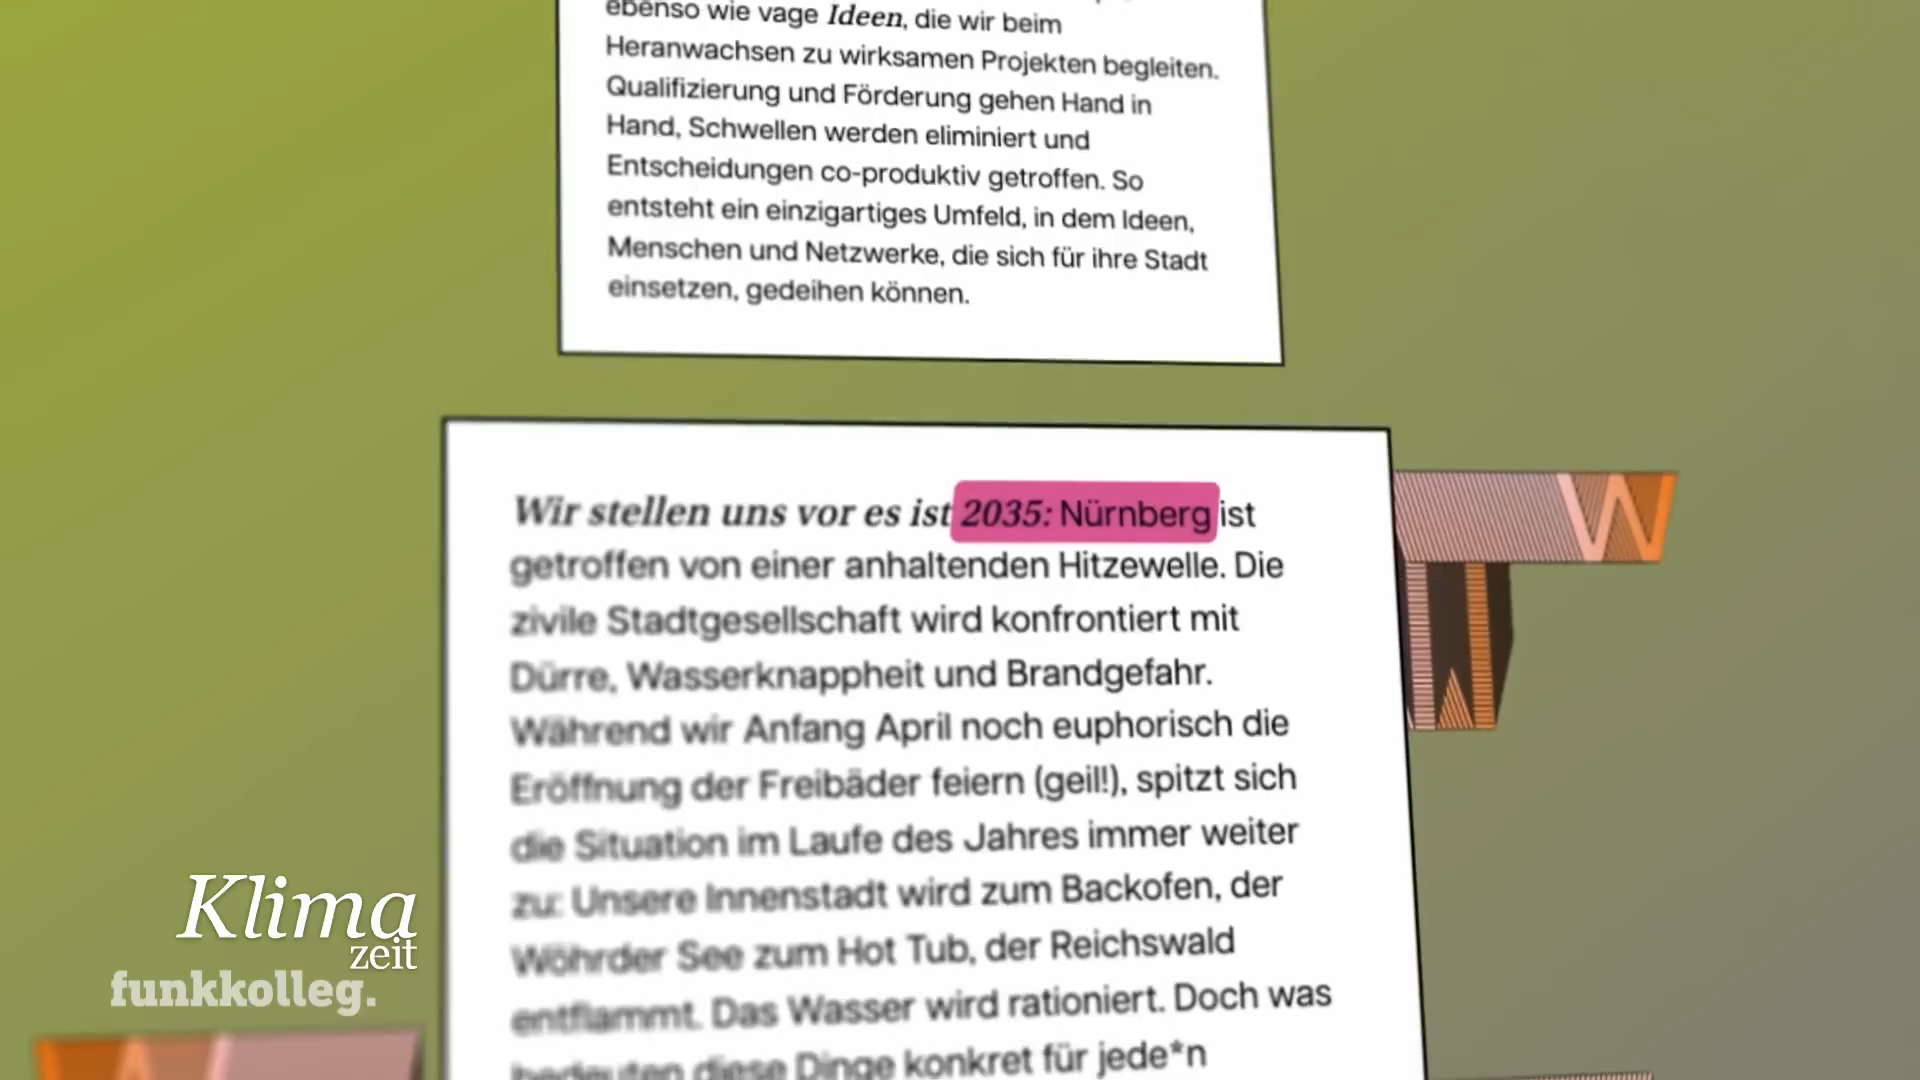 ebenso wie vage Ideen, die wir beim
Heranwachsen zu wirksamen Projekten begleiten.
Qualifizierung und Förderung gehen Hand in
Hand, Schwellen werden eliminiert und
Entscheidungen co-produktiv getroffen. So
entsteht ein einzigartiges Umfeld, in dem Ideen,
Menschen und Netzwerke, die sich für ihre Stadt
einsetzen, gedeihen können.
Wir stellen uns vor es ist 2035: Nürnberg ist
getroffen von einer anhaltenden Hitzewelle. Die
zivile Stadtgesellschaft wird konfrontiert mit
Dürre, Wasserknappheit und Brandgefahr.
Während wir Anfang April noch euphorisch die
Eröffnung der Freibäder feiern (geil!), spitzt sich
die Situation im Laufe des Jahres immer weiter
zu: Unsere Innenstadt wird zum Backofen, der
Wöhrder See zum Hot Tub, der Reichswald
entflammt. Das Wasser wird rationiert. Doch was
bedeuten diese Dinge konkret für jede*n
W
W
Klima
zeit
funkkolleg.